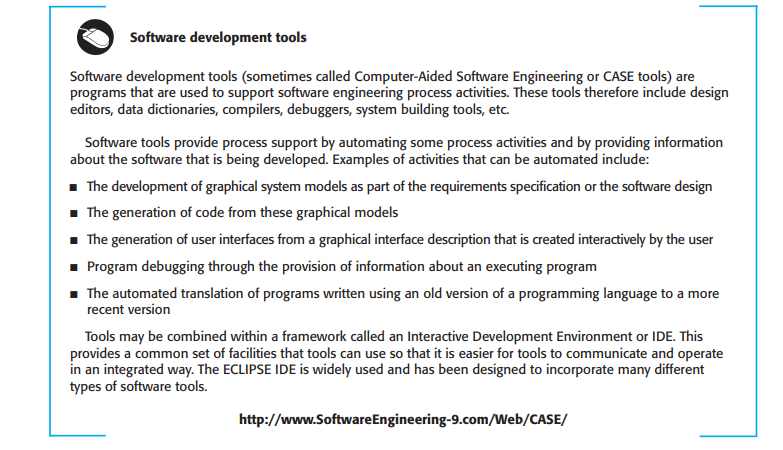 Software development tools
Software development tools (sometimes called Computer-Aided Software Engineering or CASE tools) are
programs that are used to support software engineering process activities. These tools therefore include design
editors, data dictionaries, compilers, debuggers, system building tools, etc.
Software tools provide process support by automating some process activities and by providing information
about the software that is being developed. Examples of activities that can be automated include:
■ The development of graphical system models as part of the requirements specification or the software design
■ The generation of code from these graphical models
■ The generation of user interfaces from a graphical interface description that is created interactively by the user
■ Program debugging through the provision of information about an executing program
■ The automated translation of programs written using an old version of a programming language to a more
recent version
Tools may be combined within a framework called an Interactive Development Environment or IDE. This
provides a common set of facilities that tools can use so that it is easier for tools to communicate and operate
in an integrated way. The ECLIPSE IDE is widely used and has been designed to incorporate many different
types of software tools.
http://www.SoftwareEngineering-9.com/Web/CASE/